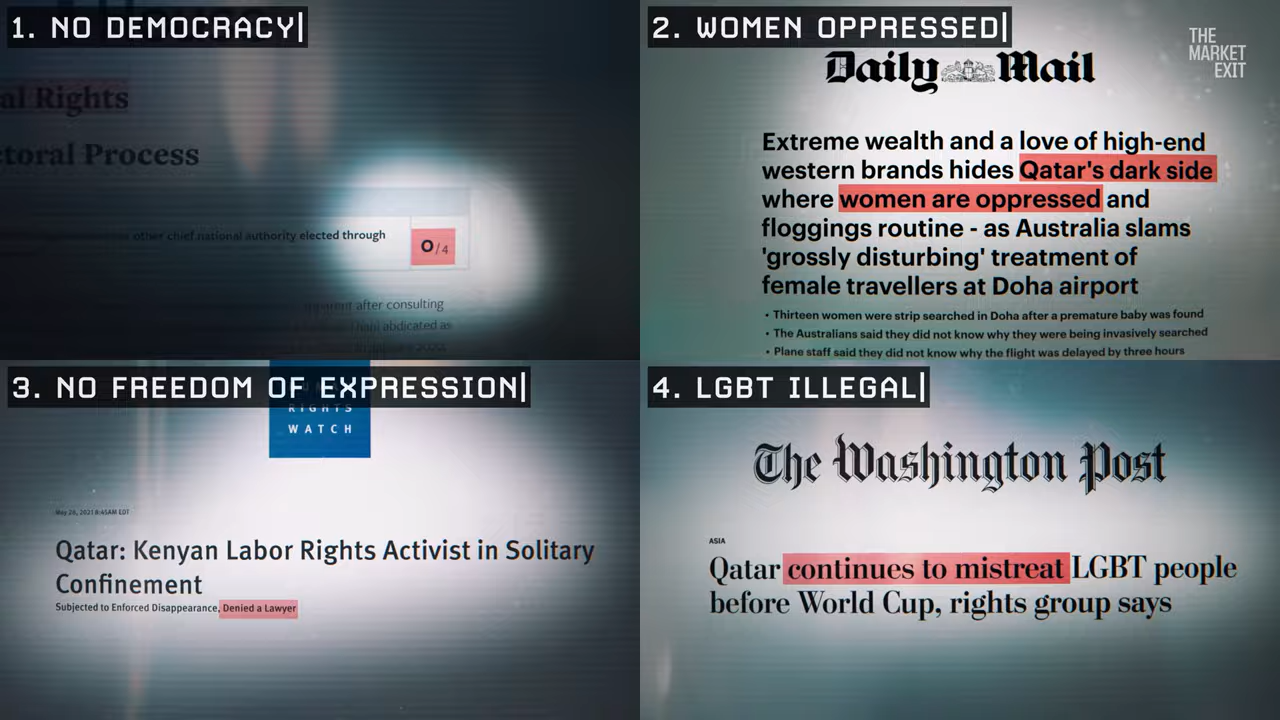 1. NO DEMOCRACY|
al Rights
ctoral Process
other chief national authority elected through
0/4
after consulting
abdicated as
2. WOMEN OPPRESSED|
THE
MARKET
EXIT
Daily Mail
Extreme wealth and a love of high-end
western brands hides Qatar's dark side
where women are oppressed and
floggings routine - as Australia slams
'grossly disturbing' treatment of
female travellers at Doha airport
• Thirteen women were strip searched in Doha after a premature baby was found
• The Australians said they did not know why they were being invasively searched
• Plane staff said they did not know why the flight was delayed by three hours
3. NO FREEDOM OF EXPRESSION|
RIGHTS
WATCH
May 28, 2021 8:45AM EDT
Qatar: Kenyan Labor Rights Activist in Solitary
Confinement
Subjected to Enforced Disappearance, Denied a Lawyer
4. LGBT ILLEGAL|
The Washington Post
ASIA
Qatar continues to mistreat LGBT people
before World Cup, rights group says